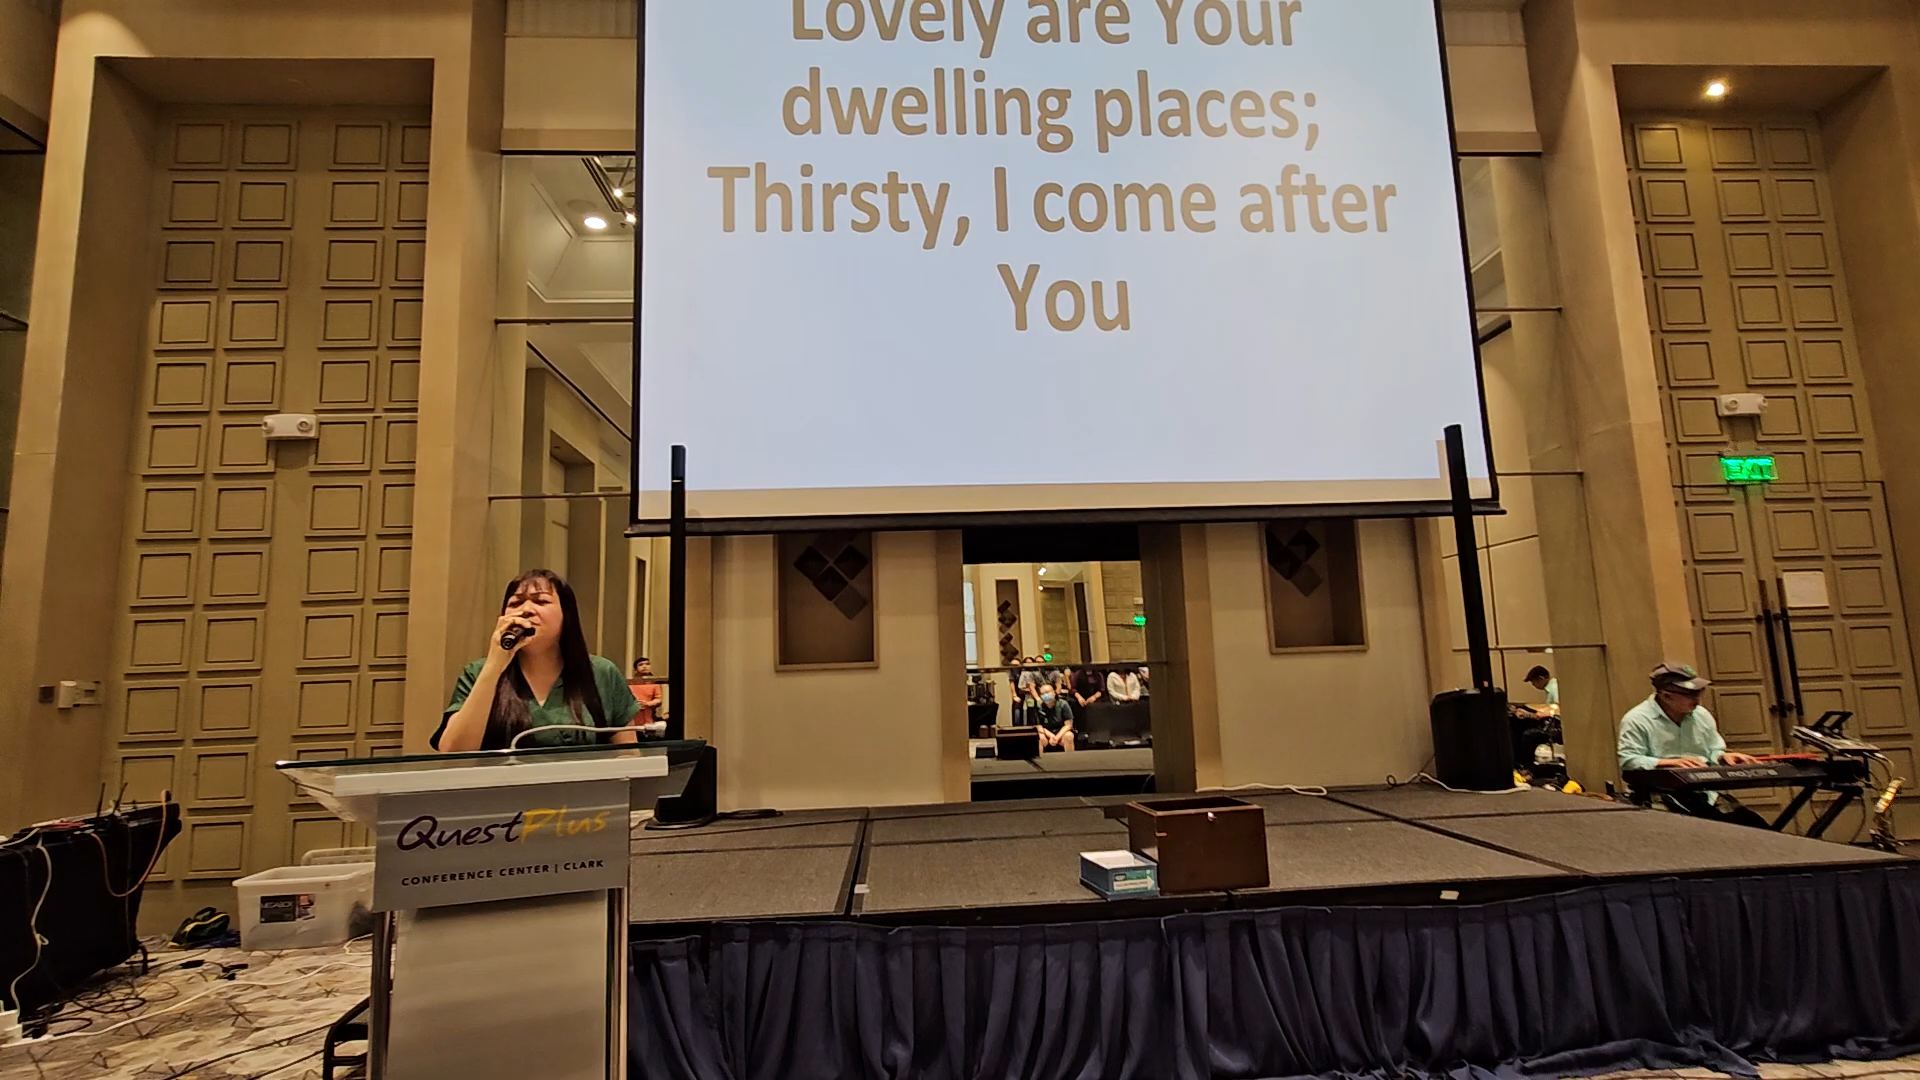 Lovely are Your
dwelling places;
Thirsty, I come after
You
EXIT
QuestPlus
CONFERENCE CENTER | CLARK